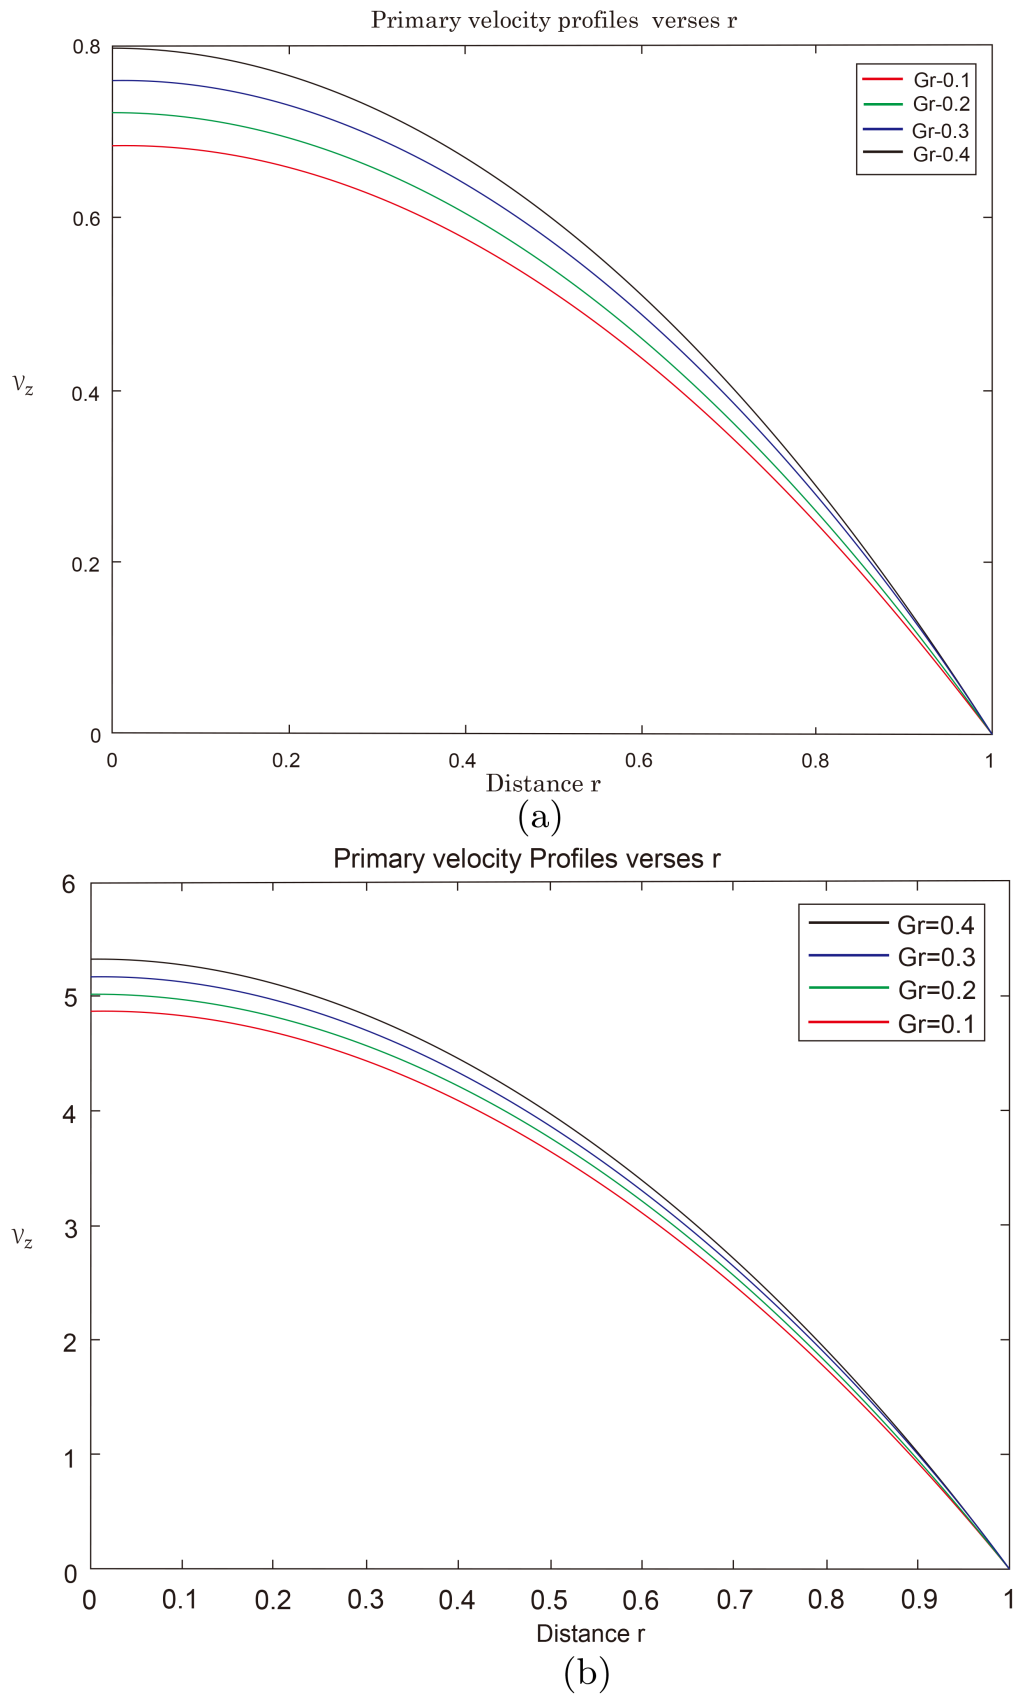 Primary velocity profiles verses r
0.8
Gr-0.1
Gr-0.2
Gr-0.3
Gr-0.4
0.6
νz
0.4
0.2
0
0 0.2 0.4 0.6 0.8 1
Distance r
(a)
Primary velocity Profiles verses r
6
Gr=0.4
Gr=0.3
Gr=0.2
Gr=0.1
5
4
3
νz
2
1
0
0 0.1 0.2 0.3 0.4 0.5 0.6 0.7 0.8 0.9 1
Distance r
(b)